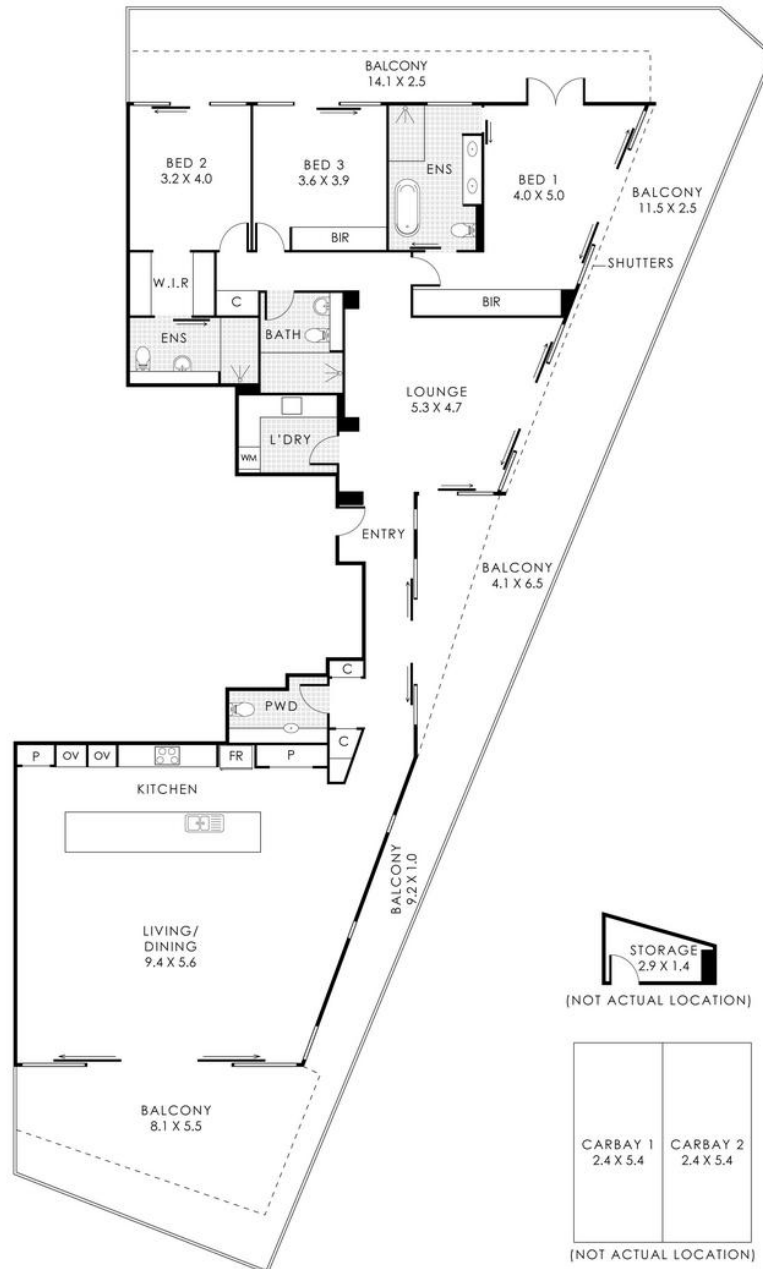 BALCONY
14.1 X 2.5
BED 2
3.2 X 4.0
BED 3
3.6 X 3.9
ENS
BED 1
4.0 X 5.0
BALCONY
11.5 X 2.5
BIR
SHUTTERS
W.I.R
C
BIR
ENS
BATH
LOUNGE
5.3 X 4.7
L'DRY
WM
ENTRY
BALCONY
4.1 X 6.5
C
PWD
C
P
OV
OV
FR
P
KITCHEN
BALCONY
9.2 X 1.0
LIVING/
DINING
9.4 X 5.6
STORAGE
2.9 X 1.4
(NOT ACTUAL LOCATION)
BALCONY
8.1 X 5.5
CARBAY 1
2.4 X 5.4
CARBAY 2
2.4 X 5.4
(NOT ACTUAL LOCATION)